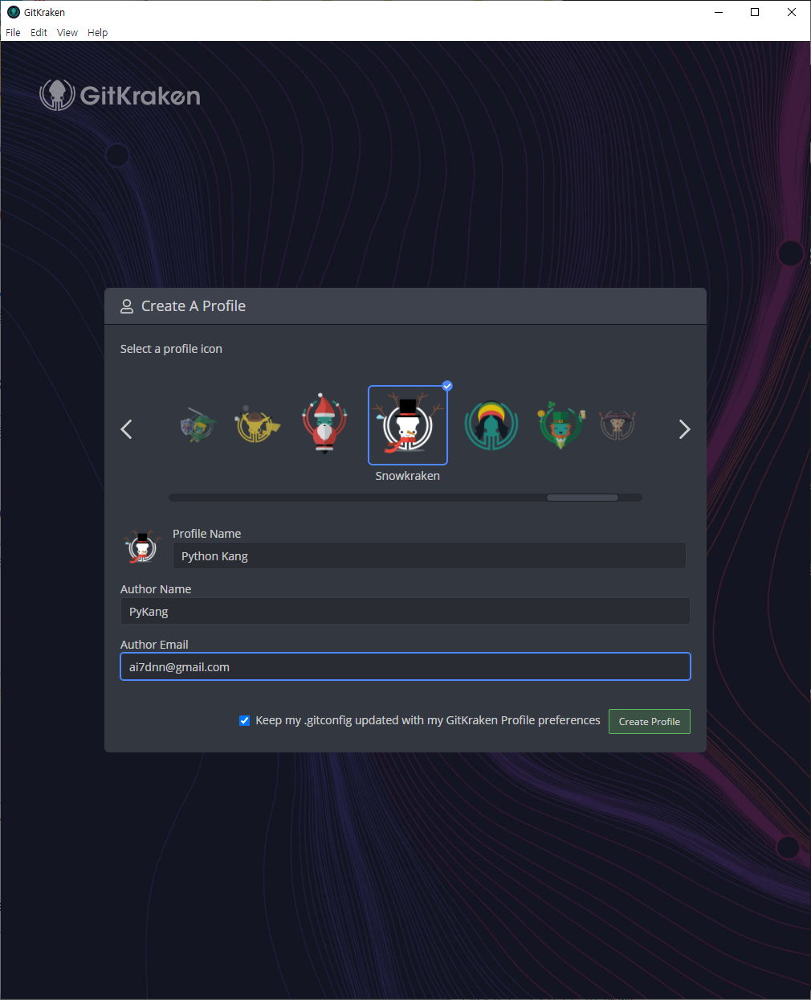 GitKraken
File Edit View Help
GitKraken
Create A Profile
Select a profile icon
Snowkraken
Profile Name
Python Kang
Author Name
PyKang
Author Email
ai7dnn@gmail.com
Keep my .gitconfig updated with my GitKraken Profile preferences
Create Profile